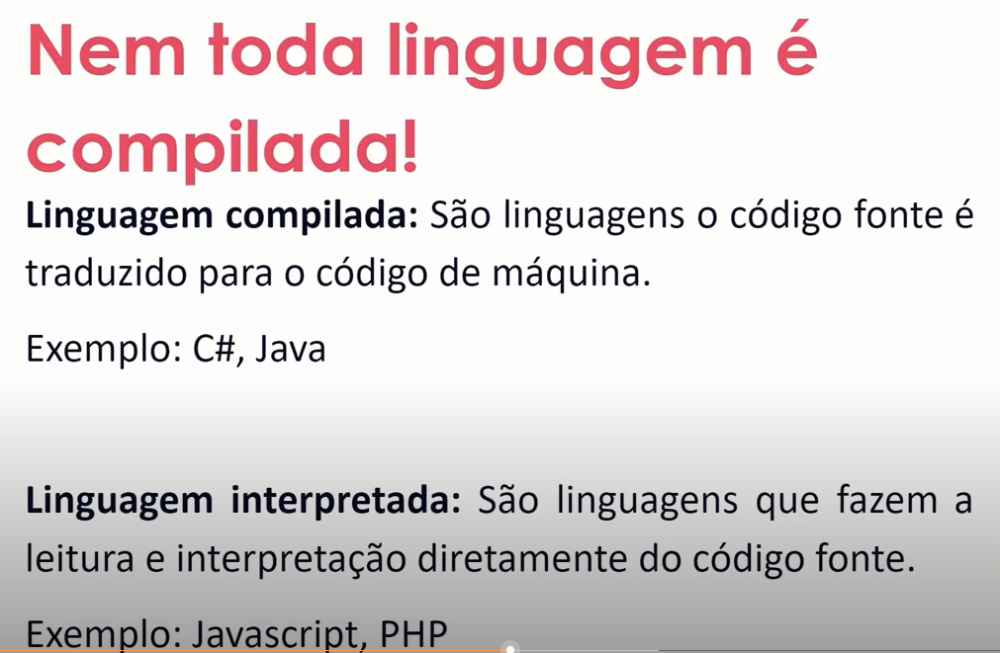 Nem toda linguagem é
compilada!
Linguagem compilada: São linguagens o código fonte é
traduzido para o código de máquina.
Exemplo: C#, Java
Linguagem interpretada: São linguagens que fazem a
leitura e interpretação diretamente do código fonte.
Exemplo: Javascript, PHP